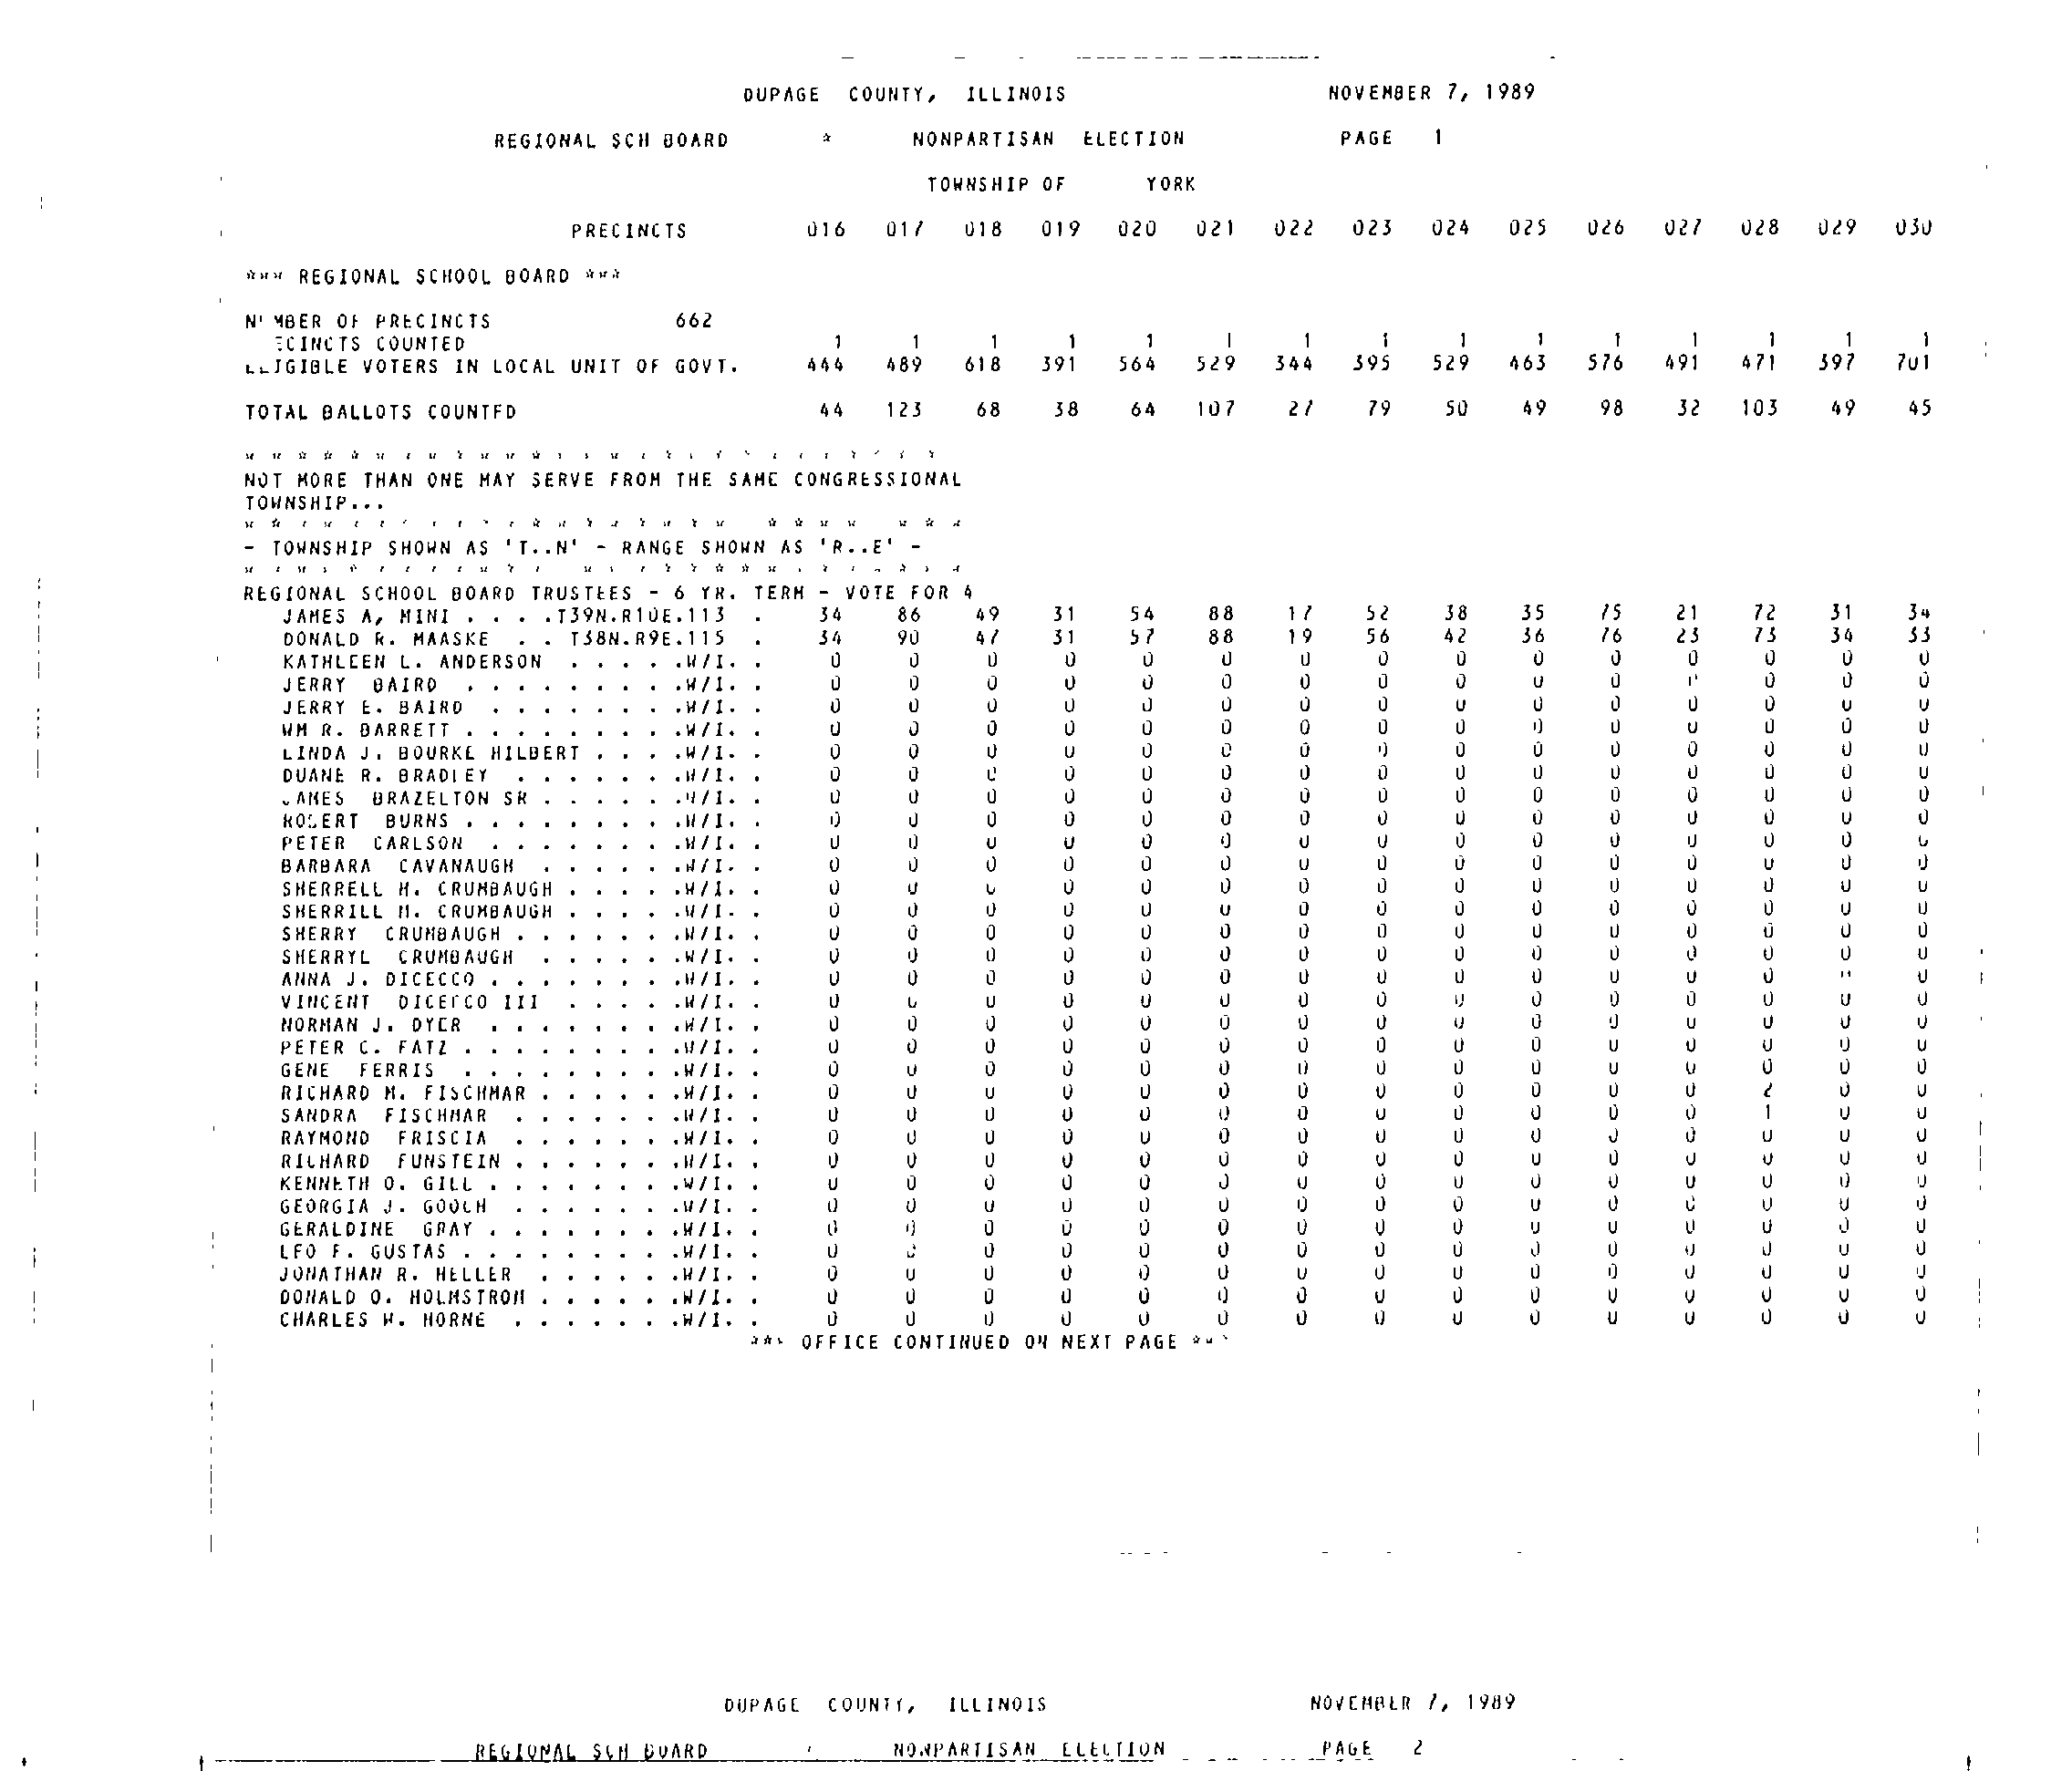 DUPAGE COUNTY, ILLINOIS NOVEMBER 7, 1989
REGIONAL SCH BOARD * NONPARTISAN ELECTION PAGE 1
TOWNSHIP OF YORK
PRECINCTS 016 017 018 019 020 021 022 023 024 025 026 027 028 029 030
*** REGIONAL SCHOOL BOARD ***
NUMBER OF PRECINCTS 662
ECINCTS COUNTED 1 1 1 1 1 1 1 1 1 1 1 1 1 1 1
ELIGIBLE VOTERS IN LOCAL UNIT OF GOVT. 444 489 618 391 564 529 344 395 529 463 576 491 471 397 701
TOTAL BALLOTS COUNTED 44 123 68 38 64 107 27 79 50 49 98 32 103 49 45
NOT MORE THAN ONE MAY SERVE FROM THE SAME CONGRESSIONAL
TOWNSHIP...
- TOWNSHIP SHOWN AS 'T..N' - RANGE SHOWN AS 'R..E' -
REGIONAL SCHOOL BOARD TRUSTEES - 6 YR. TERM - VOTE FOR 4
JAMES A, MINI . . . .T39N.R10E.113 . 34 86 49 31 54 88 17 52 38 35 75 21 72 31 34
DONALD R. MAASKE . . T38N.R9E.115 . 34 90 47 31 57 88 19 56 42 36 76 23 73 34 33
KATHLEEN L. ANDERSON . . . . .W/I. . 0 0 0 0 0 0 0 0 0 0 0 0 0 0 0
JERRY BAIRD . . . . . . . . .W/I. . 0 0 0 0 0 0 0 0 0 0 0 0 0 0 0
JERRY E. BAIRD . . . . . . . .W/I. . 0 0 0 0 0 0 0 0 0 0 0 0 0 0 0
WM R. BARRETT . . . . . . . . .W/I. . 0 0 0 0 0 0 0 0 0 0 0 0 0 0 0
LINDA J. BOURKE HILBERT . . . .W/I. . 0 0 0 0 0 0 0 0 0 0 0 0 0 0 0
DUANE R. BRADLEY . . . . . . .W/I. . 0 0 0 0 0 0 0 0 0 0 0 0 0 0 0
JAMES BRAZELTON SR . . . . . .W/I. . 0 0 0 0 0 0 0 0 0 0 0 0 0 0 0
ROBERT BURNS . . . . . . . . .W/I. . 0 0 0 0 0 0 0 0 0 0 0 0 0 0 0
PETER CARLSON . . . . . . . .W/I. . 0 0 0 0 0 0 0 0 0 0 0 0 0 0 0
BARBARA CAVANAUGH . . . . . .W/I. . 0 0 0 0 0 0 0 0 0 0 0 0 0 0 0
SHERRELL M. CRUMBAUGH . . . . .W/I. . 0 0 0 0 0 0 0 0 0 0 0 0 0 0 0
SHERRILL M. CRUMBAUGH . . . . .W/I. . 0 0 0 0 0 0 0 0 0 0 0 0 0 0 0
SHERRY CRUMBAUGH . . . . . . .W/I. . 0 0 0 0 0 0 0 0 0 0 0 0 0 0 0
SHERRYL CRUMBAUGH . . . . . .W/I. . 0 0 0 0 0 0 0 0 0 0 0 0 0 0 0
ANNA J. DICECCO . . . . . . . .W/I. . 0 0 0 0 0 0 0 0 0 0 0 0 0 0 0
VINCENT DICECCO III . . . . .W/I. . 0 0 0 0 0 0 0 0 0 0 0 0 0 0 0
NORMAN J. DYER . . . . . . . .W/I. . 0 0 0 0 0 0 0 0 0 0 0 0 0 0 0
PETER C. FATZ . . . . . . . . .W/I. . 0 0 0 0 0 0 0 0 0 0 0 0 0 0 0
GENE FERRIS . . . . . . . . .W/I. . 0 0 0 0 0 0 0 0 0 0 0 0 0 0 0
RICHARD M. FISCHMAR . . . . . .W/I. . 0 0 0 0 0 0 0 0 0 0 0 0 2 0 0
SANDRA FISCHMAR . . . . . . .W/I. . 0 0 0 0 0 0 0 0 0 0 0 0 1 0 0
RAYMOND FRISCIA . . . . . . .W/I. . 0 0 0 0 0 0 0 0 0 0 0 0 0 0 0
RICHARD FUNSTEIN . . . . . . .W/I. . 0 0 0 0 0 0 0 0 0 0 0 0 0 0 0
KENNETH O. GILL . . . . . . . .W/I. . 0 0 0 0 0 0 0 0 0 0 0 0 0 0 0
GEORGIA J. GOOCH . . . . . . .W/I. . 0 0 0 0 0 0 0 0 0 0 0 0 0 0 0
GERALDINE GRAY . . . . . . . .W/I. . 0 0 0 0 0 0 0 0 0 0 0 0 0 0 0
LEO F. GUSTAS . . . . . . . . .W/I. . 0 0 0 0 0 0 0 0 0 0 0 0 0 0 0
JONATHAN R. HELLER . . . . . .W/I. . 0 0 0 0 0 0 0 0 0 0 0 0 0 0 0
DONALD O. HOLMSTROM . . . . . .W/I. . 0 0 0 0 0 0 0 0 0 0 0 0 0 0 0
CHARLES W. HORNE . . . . . . .W/I. . 0 0 0 0 0 0 0 0 0 0 0 0 0 0 0
*** OFFICE CONTINUED ON NEXT PAGE ***
DUPAGE COUNTY, ILLINOIS NOVEMBER 7, 1989
REGIONAL SCH BOARD NONPARTISAN ELECTION PAGE 2